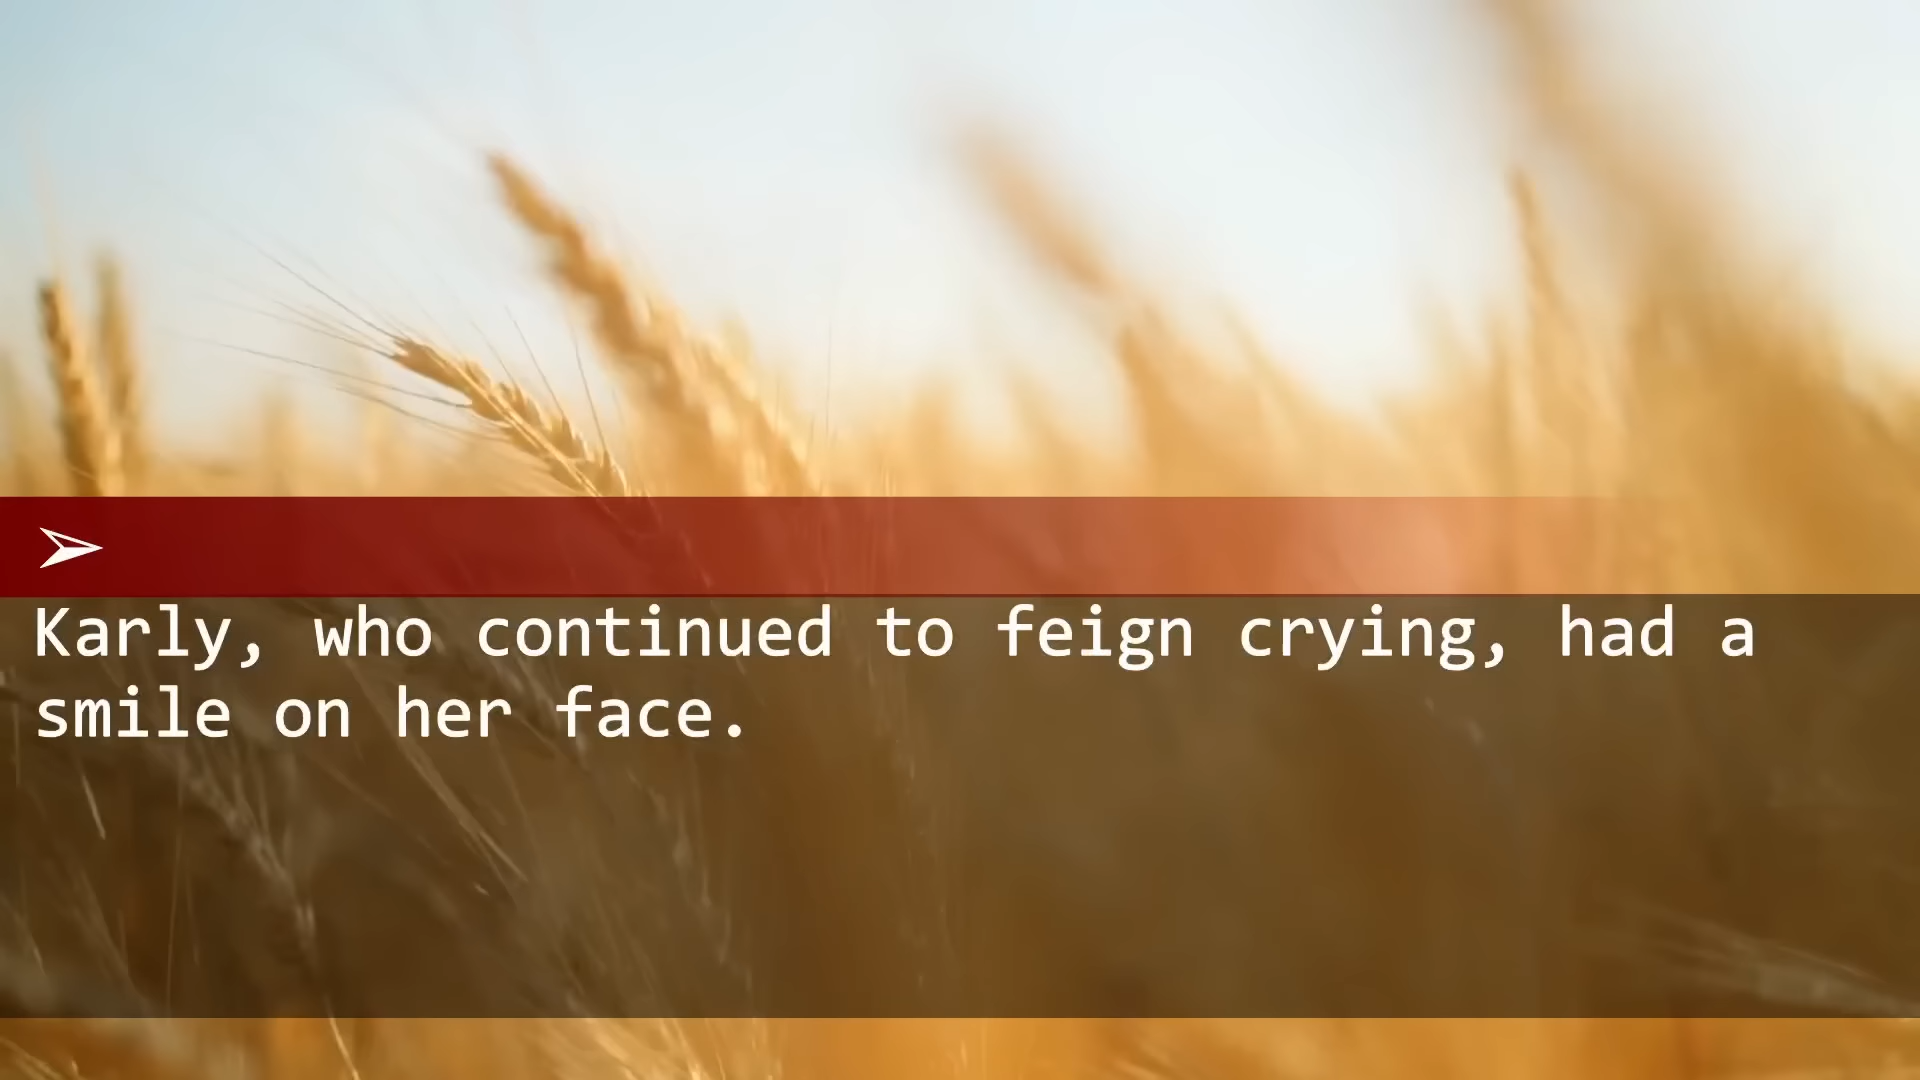 Karly, who continued to feign crying, had a
smile on her face.